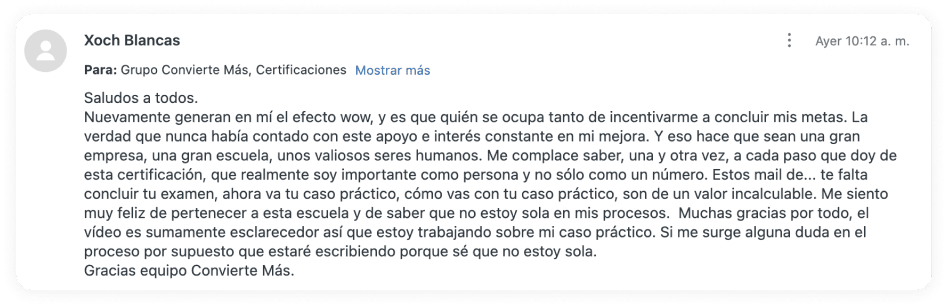 Xoch Blancas
Ayer 10:12 a. m.
Para: Grupo Convierte Más, Certificaciones Mostrar más
Saludos a todos.
Nuevamente generan en mí el efecto wow, y es que quién se ocupa tanto de incentivarme a concluir mis metas. La
verdad que nunca había contado con este apoyo e interés constante en mi mejora. Y eso hace que sean una gran
empresa, una gran escuela, unos valiosos seres humanos. Me complace saber, una y otra vez, a cada paso que doy de
esta certificación, que realmente soy importante como persona y no sólo como un número. Estos mail de... te falta
concluir tu examen, ahora va tu caso práctico, cómo vas con tu caso práctico, son de un valor incalculable. Me siento
muy feliz de pertenecer a esta escuela y de saber que no estoy sola en mis procesos.  Muchas gracias por todo, el
vídeo es sumamente esclarecedor así que estoy trabajando sobre mi caso práctico. Si me surge alguna duda en el
proceso por supuesto que estaré escribiendo porque sé que no estoy sola.
Gracias equipo Convierte Más.